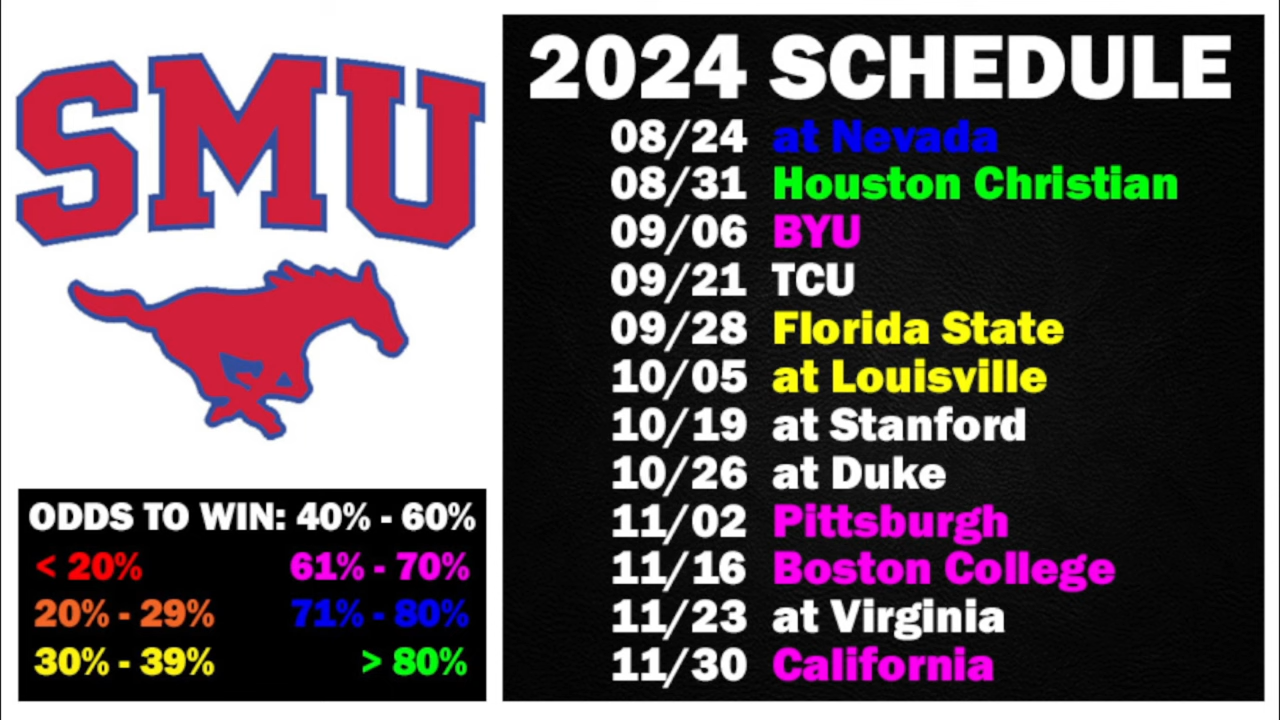 SMU
ODDS TO WIN: 40% - 60%
< 20% 61% - 70%
20% - 29% 71% - 80%
30% - 39% > 80%
2024 SCHEDULE
08/24 at Nevada
08/31 Houston Christian
09/06 BYU
09/21 TCU
09/28 Florida State
10/05 at Louisville
10/19 at Stanford
10/26 at Duke
11/02 Pittsburgh
11/16 Boston College
11/23 at Virginia
11/30 California